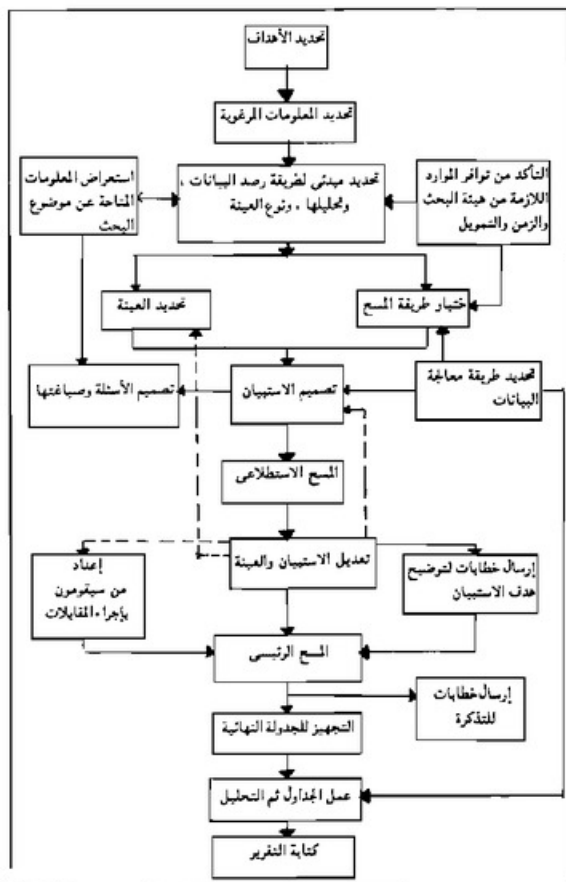 تحديد الأهداف
تحديد المعلومات المرغوبة
استعراض المعلومات
المتاحة عن موضوع
البحث
تحديد مبدئى لطريقة رصد البيانات ،
وتحليلها ، ونوع العينة
التأكد من توافر الموارد
اللازمة من هيئة البحث
والزمن والتمويل
تحديد العينة
ختيار طريقة المسح
تصميم الأسئلة وصياغتها
تصميم الاستبيان
تحديد طريقة معالجة
البيانات
المسح الاستطلاعى
إعداد
من سيقومون
بإجراء المقابلات
تعديل الاستبيان والعينة
إرسال خطابات لتوضيح
هدف الاستبيان
المسح الرئيسى
إرسال خطابات
للتذكرة
التجهيز للجدولة النهائية
عمل الجداول ثم التحليل
كتابة التقرير